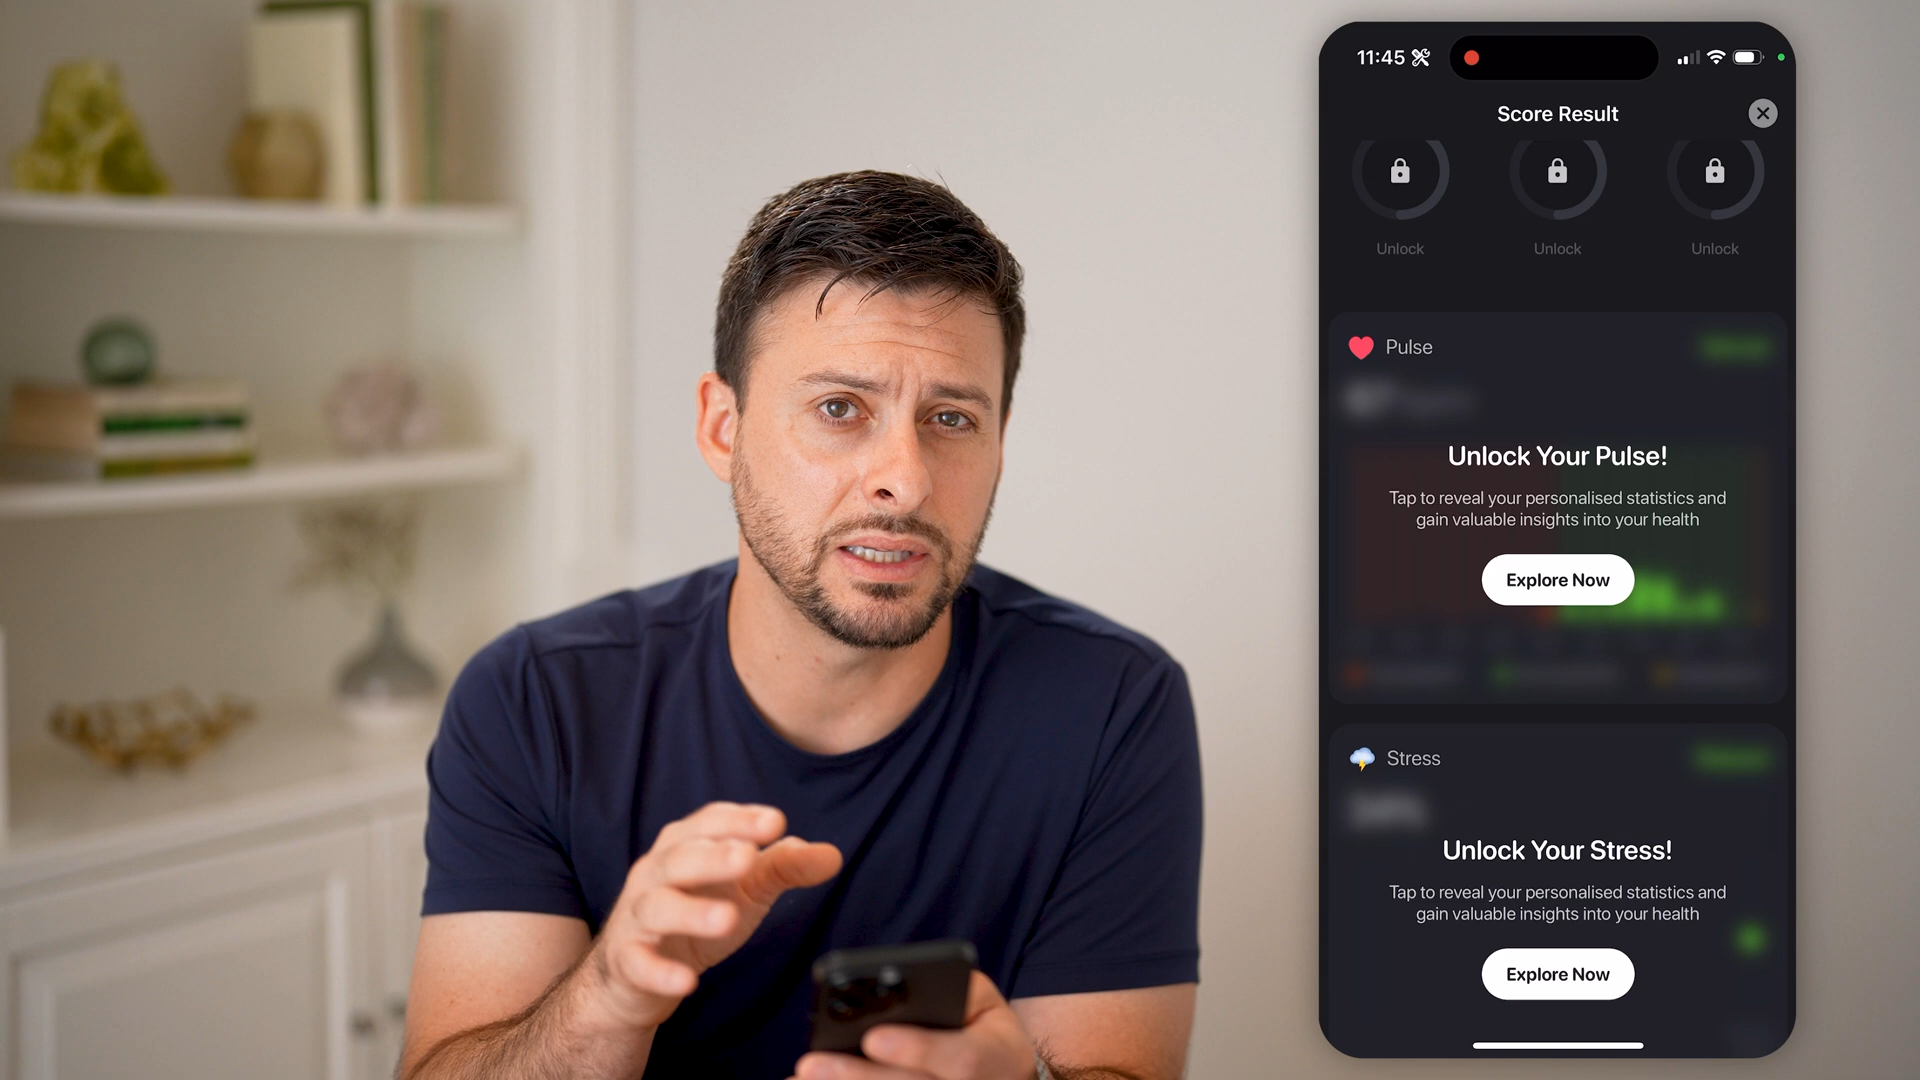 11:45
Score Result
Unlock Unlock Unlock
Pulse
Unlock Your Pulse!
Tap to reveal your personalised statistics and
gain valuable insights into your health
Explore Now
Stress
Unlock Your Stress!
Tap to reveal your personalised statistics and
gain valuable insights into your health
Explore Now